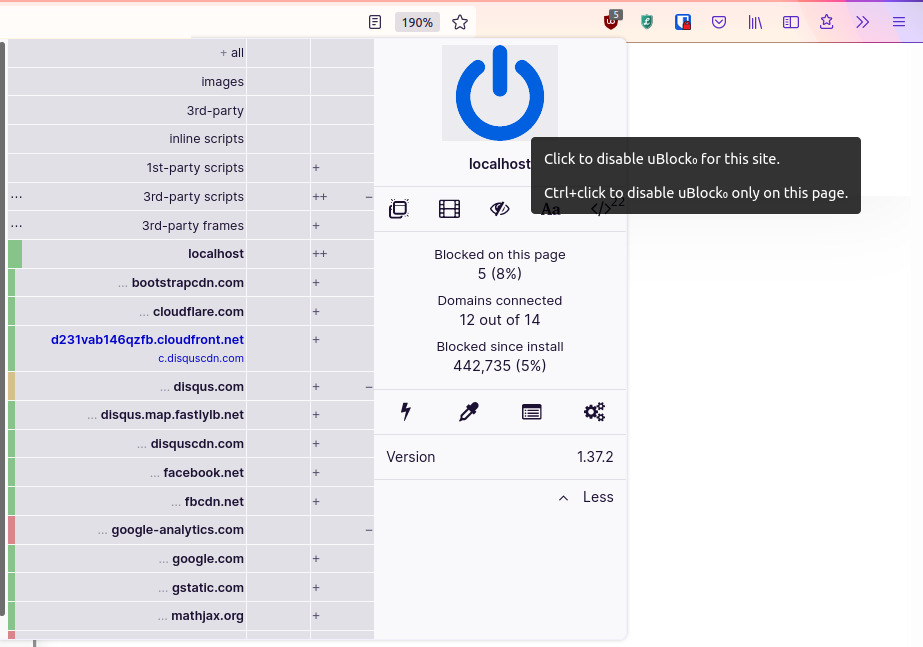 190%
5
+ all
images
3rd-party
inline scripts
1st-party scripts +
... 3rd-party scripts ++ −
... 3rd-party frames +
localhost ++
... bootstrapcdn.com +
... cloudflare.com +
d231vab146qzfb.cloudfront.net +
c.disquscdn.com
... disqus.com + −
... disqus.map.fastlylb.net +
... disquscdn.com +
... facebook.net +
... fbcdn.net +
... google-analytics.com −
... google.com +
... gstatic.com +
... mathjax.org +
localhost
Click to disable uBlock₀ for this site.
Ctrl+click to disable uBlock₀ only on this page.
Aa </> 22
Blocked on this page
5 (8%)
Domains connected
12 out of 14
Blocked since install
442,735 (5%)
Version 1.37.2
Less